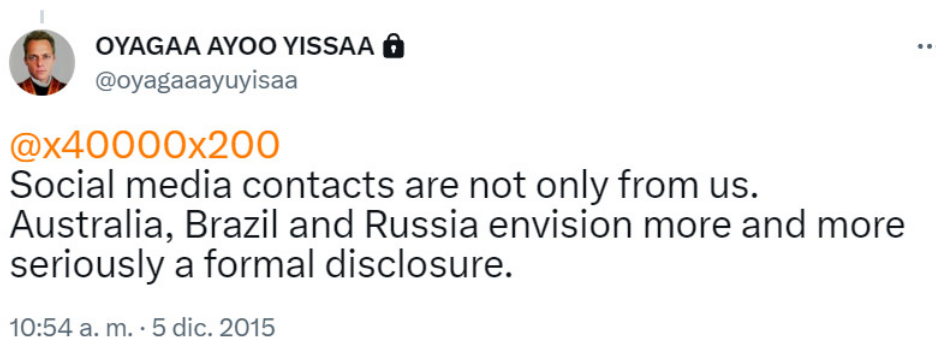 OYAGAA AYOO YISSAA
@oyagaaayuyisaa
@x40000x200
Social media contacts are not only from us.
Australia, Brazil and Russia envision more and more
seriously a formal disclosure.
10:54 a. m. · 5 dic. 2015